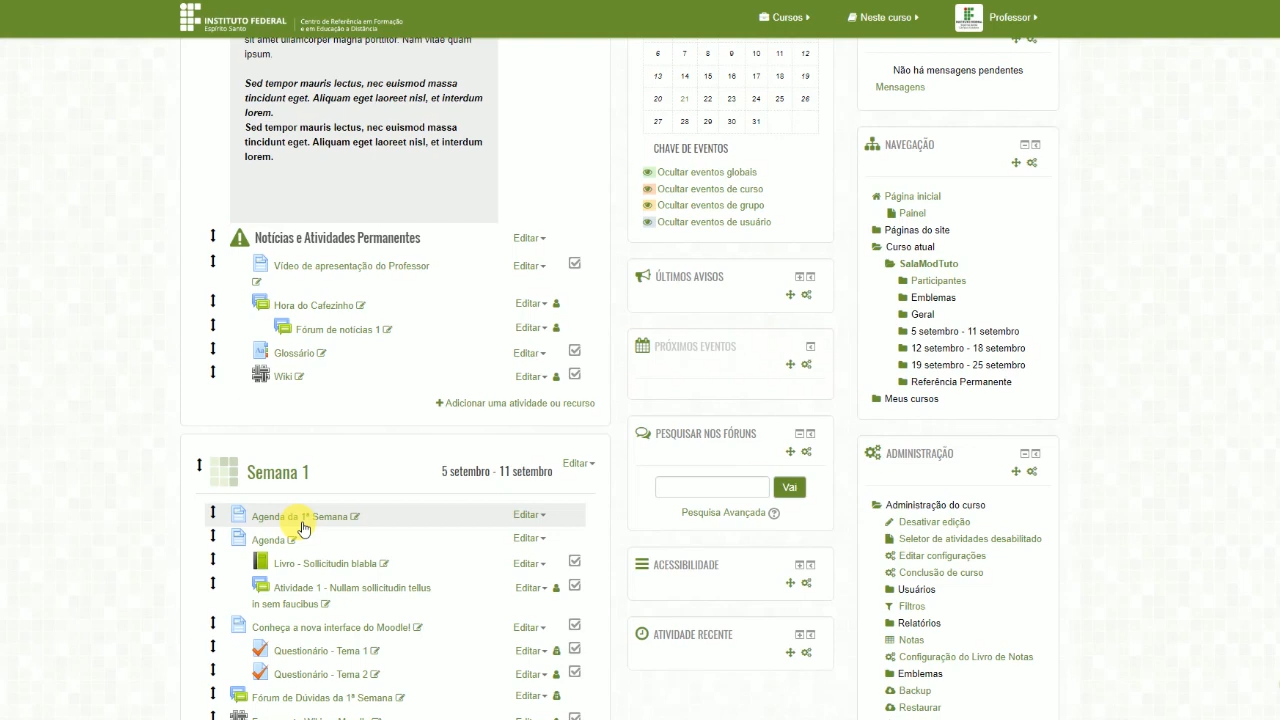 INSTITUTO FEDERAL
Espírito Santo
Centro de Referência em Formação
e em Educação a Distância
Cursos
Neste curso
Professor
ipsum.
Sed tempor mauris lectus, nec euismod massa
tincidunt eget. Aliquam eget laoreet nisl, et interdum
lorem.
Sed tempor mauris lectus, nec euismod massa
tincidunt eget. Aliquam eget laoreet nisl, et interdum
lorem.
Notícias e Atividades Permanentes
Editar
Vídeo de apresentação do Professor
Editar
Hora do Cafezinho
Editar
Fórum de notícias 1
Editar
Glossário
Editar
Wiki
Editar
Adicionar uma atividade ou recurso
Semana 1
5 setembro - 11 setembro
Editar
Agenda da 1ª Semana
Editar
Agenda
Editar
Livro - Sollicitudin blabla
Editar
Atividade 1 - Nullam sollicitudin tellus
in sem faucibus
Editar
Conheça a nova interface do Moodle!
Editar
Questionário - Tema 1
Editar
Questionário - Tema 2
Editar
Fórum de Dúvidas da 1ª Semana
Editar
6 7 8 9 10 11 12
13 14 15 16 17 18 19
20 21 22 23 24 25 26
27 28 29 30 31
CHAVE DE EVENTOS
Ocultar eventos globais
Ocultar eventos de curso
Ocultar eventos de grupo
Ocultar eventos de usuário
ÚLTIMOS AVISOS
PRÓXIMOS EVENTOS
PESQUISAR NOS FÓRUNS
Vai
Pesquisa Avançada
ACESSIBILIDADE
ATIVIDADE RECENTE
Não há mensagens pendentes
Mensagens
NAVEGAÇÃO
Página inicial
Painel
Páginas do site
Curso atual
SalaModTuto
Participantes
Emblemas
Geral
5 setembro - 11 setembro
12 setembro - 18 setembro
19 setembro - 25 setembro
Referência Permanente
Meus cursos
ADMINISTRAÇÃO
Administração do curso
Desativar edição
Seletor de atividades desabilitado
Editar configurações
Conclusão de curso
Usuários
Filtros
Relatórios
Notas
Configuração do Livro de Notas
Emblemas
Backup
Restaurar